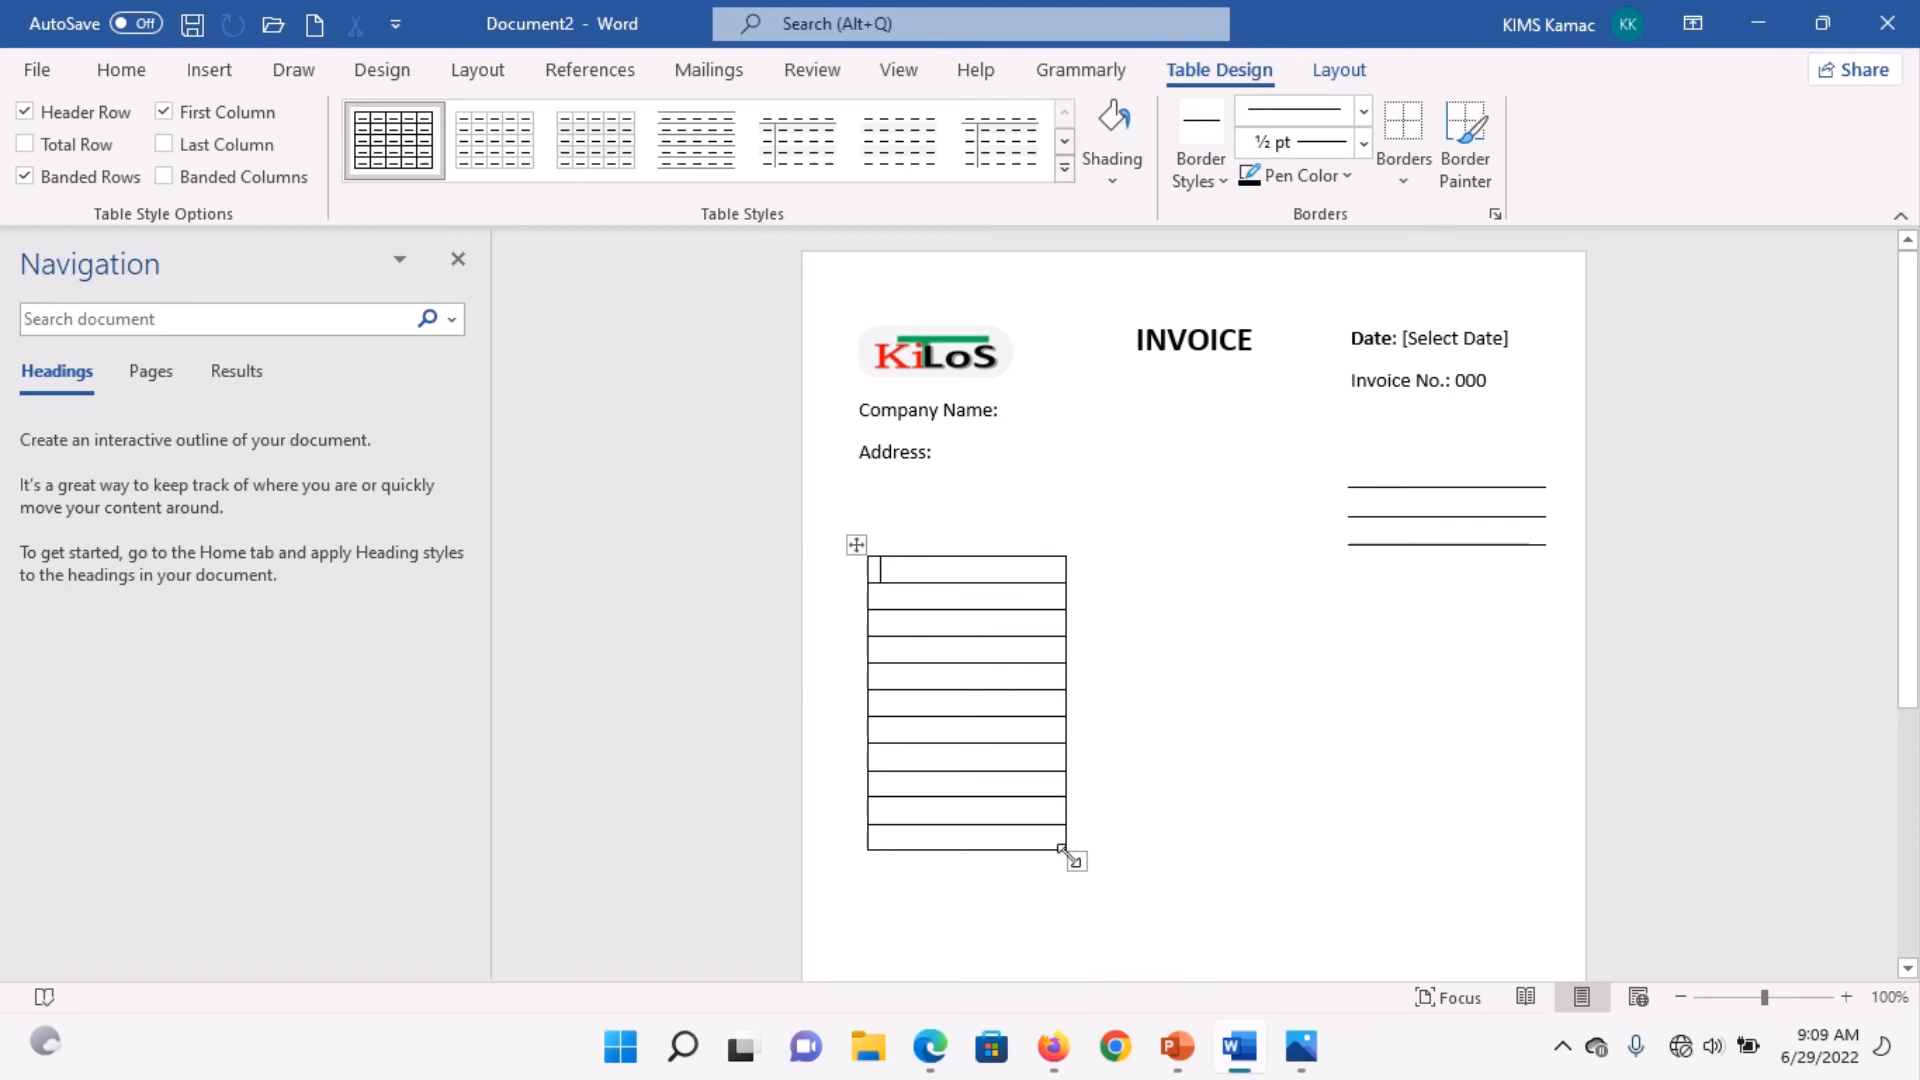 AutoSave Off Document2 - Word Search (Alt+Q) KIMS Kamac KK
File Home Insert Draw Design Layout References Mailings Review View Help Grammarly Table Design Layout Share
Header Row First Column
Total Row Last Column
Banded Rows Banded Columns
Table Style Options
Table Styles
Shading
Border
Styles
½ pt
Pen Color
Borders
Border
Painter
Borders
Navigation
Search document
Headings Pages Results
Create an interactive outline of your document.
It's a great way to keep track of where you are or quickly
move your content around.
To get started, go to the Home tab and apply Heading styles
to the headings in your document.
KiLoS
INVOICE
Date: [Select Date]
Invoice No.: 000
Company Name:
Address:
Focus 100%
9:09 AM
6/29/2022